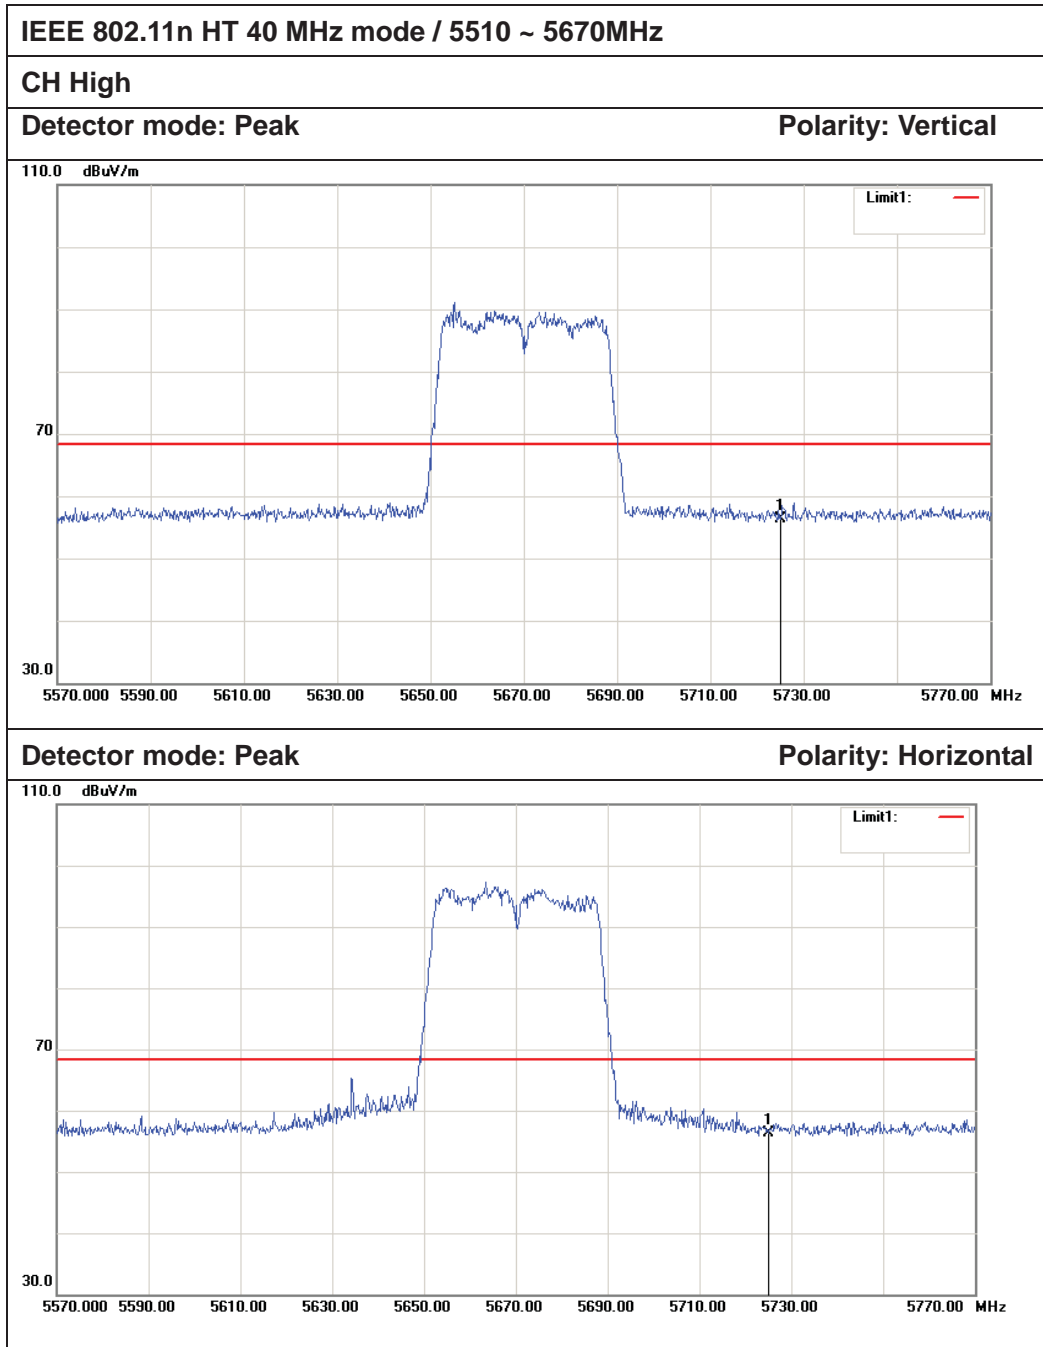 IEEE 802.11n HT 40 MHz mode / 5510 ~ 5670MHz
CH High
Detector mode: Peak Polarity: Vertical
110.0 dBuV/m
Limit1:
70
1
30.0
5570.000 5590.00 5610.00 5630.00 5650.00 5670.00 5690.00 5710.00 5730.00 5770.00 MHz
Detector mode: Peak Polarity: Horizontal
110.0 dBuV/m
Limit1:
70
1
30.0
5570.000 5590.00 5610.00 5630.00 5650.00 5670.00 5690.00 5710.00 5730.00 5770.00 MHz